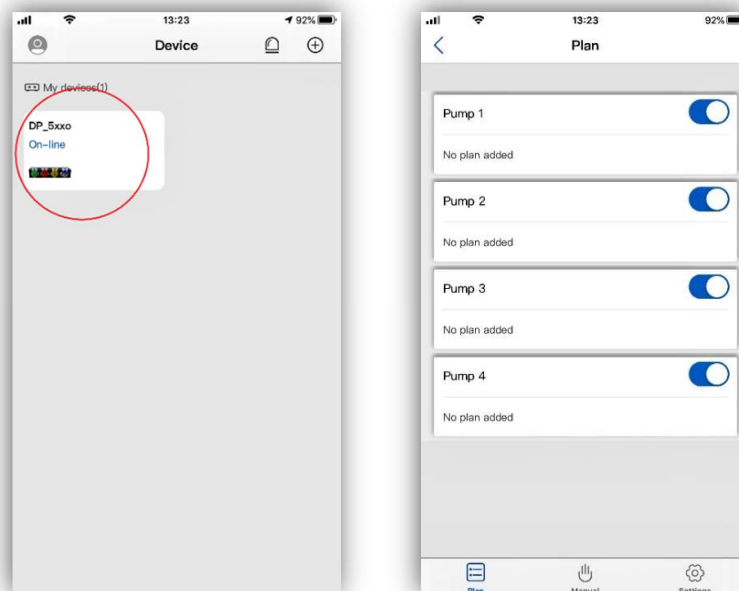 13:23
92%
Device
My devices(1)
DP_5xxo
On-line
13:23
92%
Plan
Pump 1
No plan added
Pump 2
No plan added
Pump 3
No plan added
Pump 4
No plan added
Plan
Manual
Settings